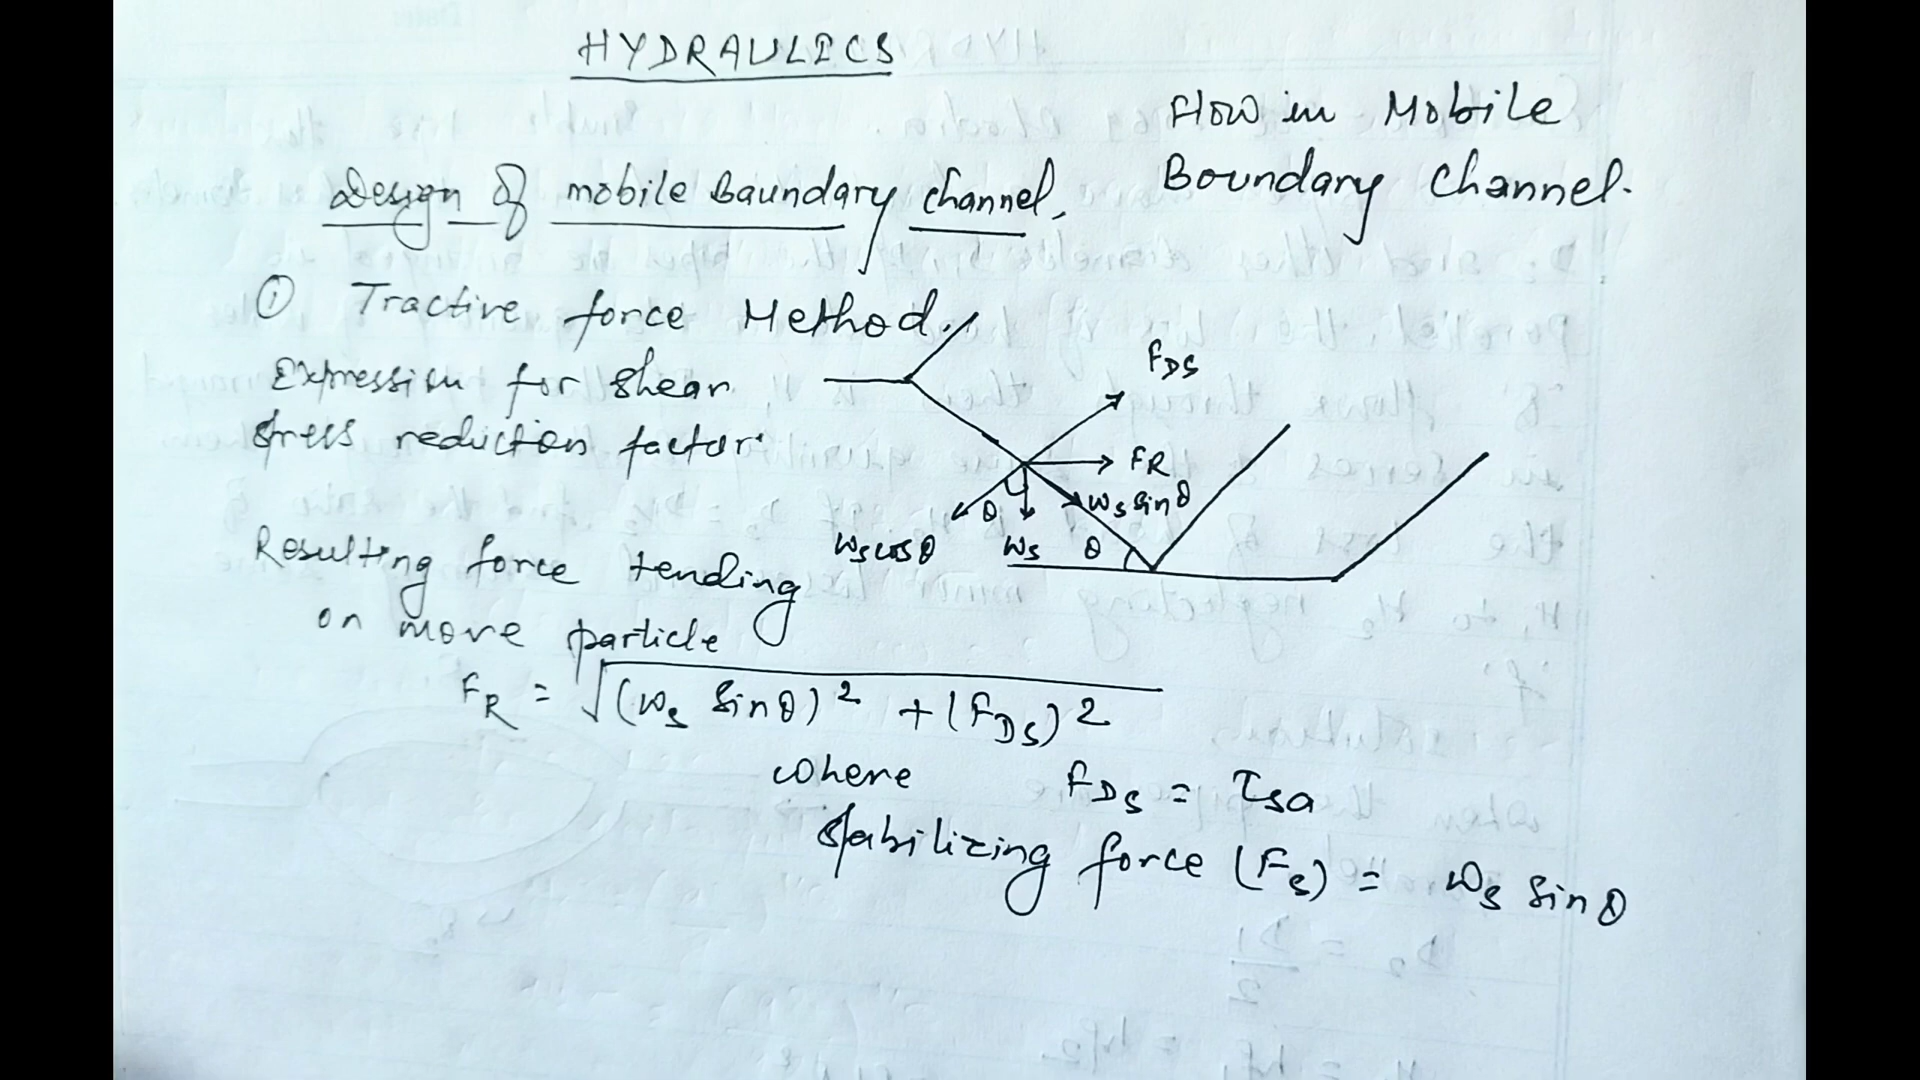 HYDRAULICS
Flow in Mobile
Boundary Channel.
Design of mobile Baundary channel,
① Tractive force Method.
Expression for shear
stress reduction factor.
FDS
FR
Ws sinθ
θ
Ws cosθ
Ws
θ
Resulting force tending
on move particle
FR = √(Ws sinθ)2 + (FDS)2
where FDS = τsa
stabilizing force (Fs) = Ws sinθ